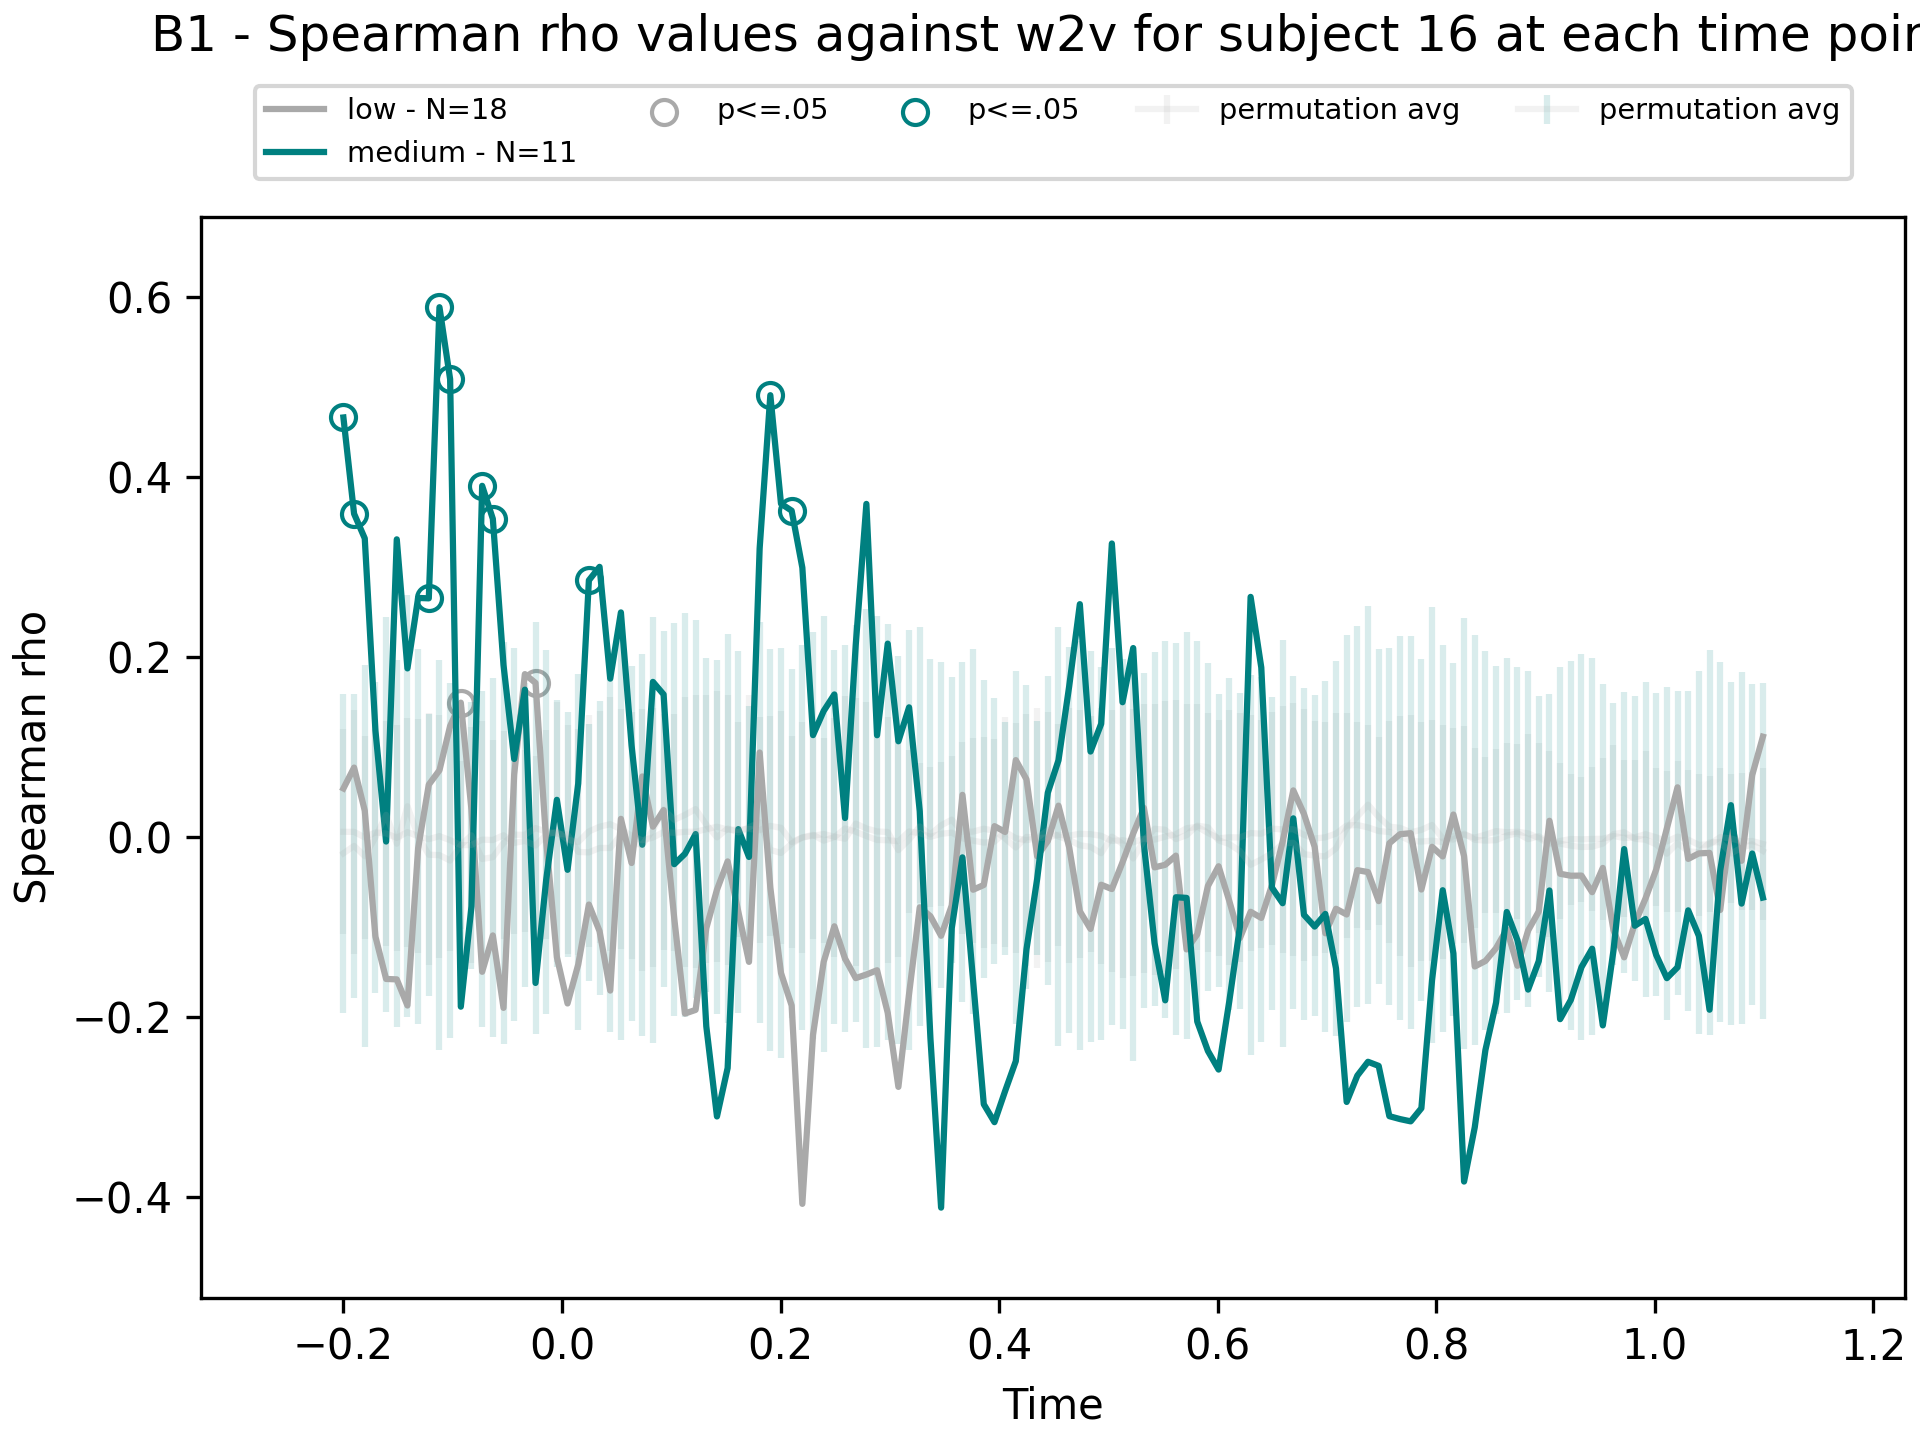 B1 - Spearman rho values against w2v for subject 16 at each time
low - N=18
p<=.05
p<=.05
permutation avg
permutation avg
medium - N=11
Spearman rho
0.6
0.4
0.2
0.0
−0.2
−0.4
−0.2
0.0
0.2
0.4
0.6
0.8
1.0
1.2
Time